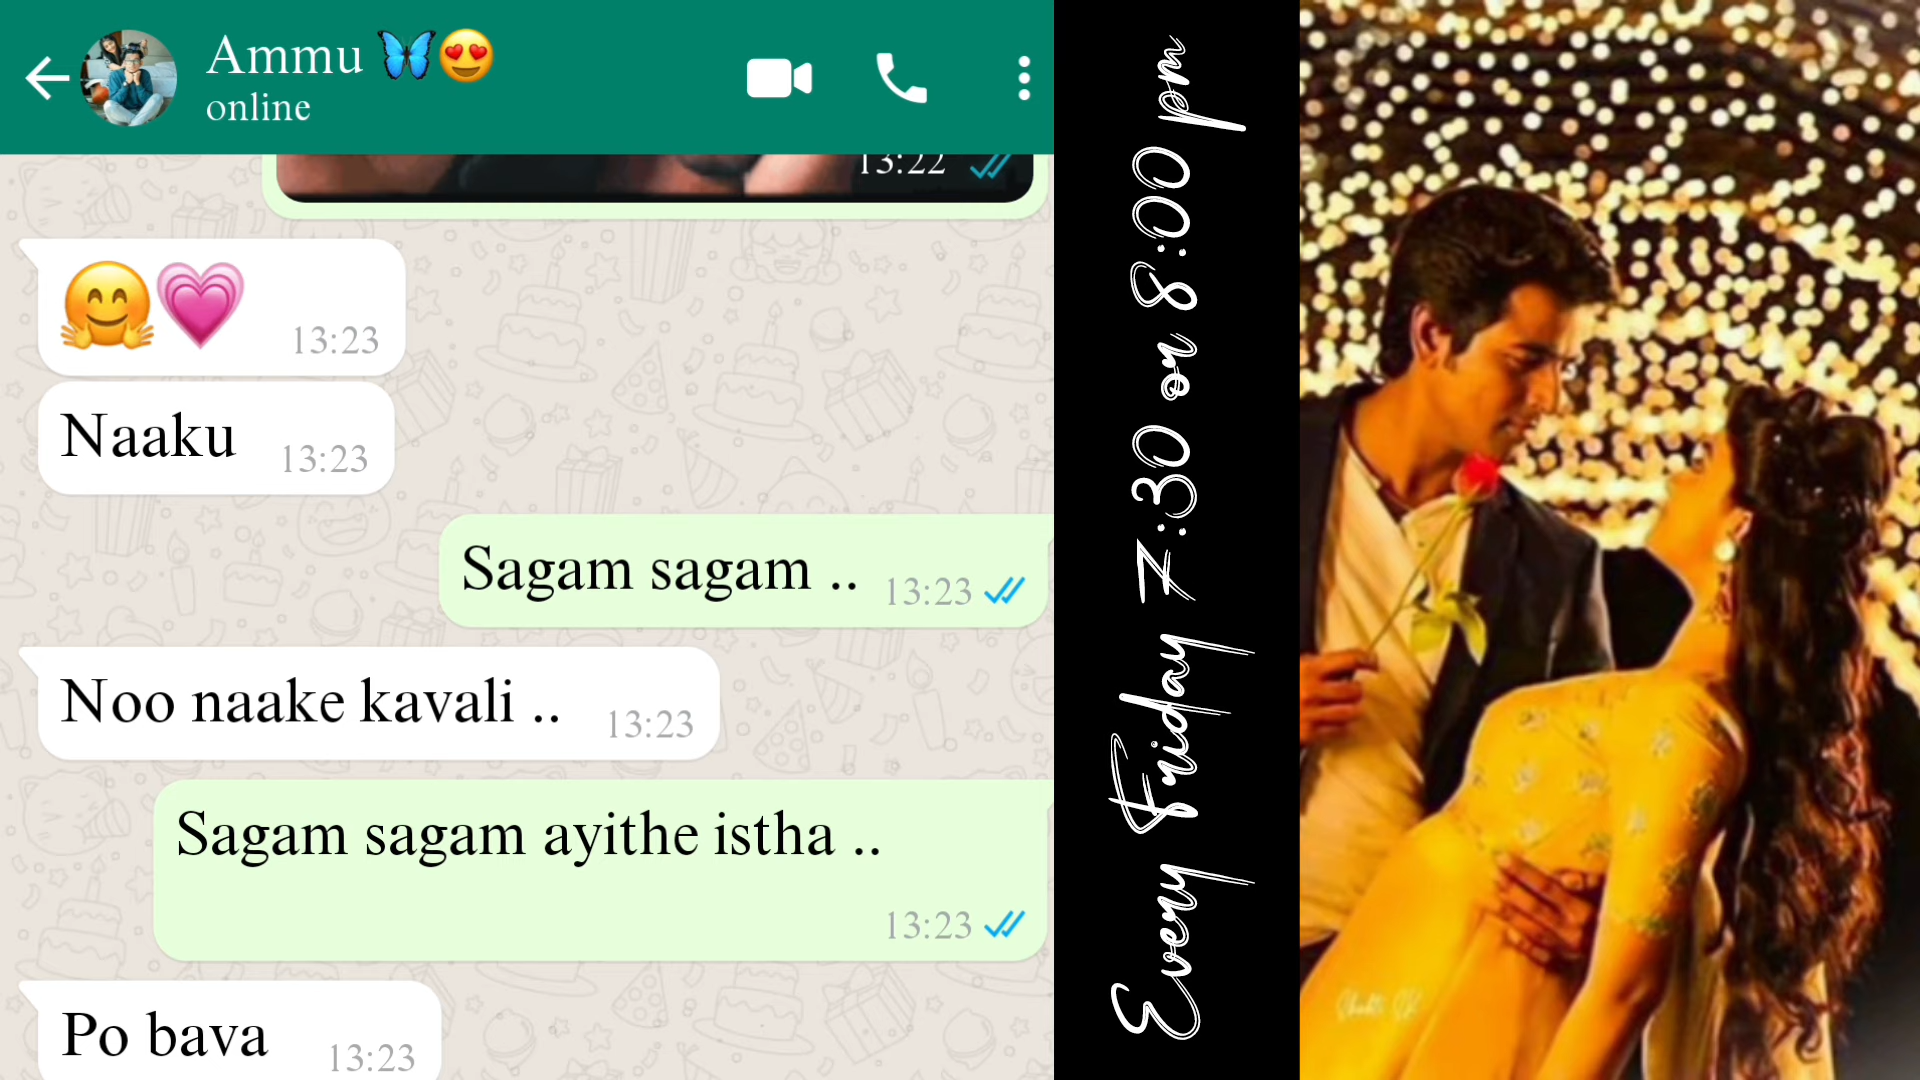 Ammu 🦋😍
online
13:22
🤗💗 13:23
Naaku 13:23
Sagam sagam .. 13:23
Noo naake kavali .. 13:23
Sagam sagam ayithe istha ..
13:23
Po bava 13:23
Every Friday 7:30 or 8:00 pm